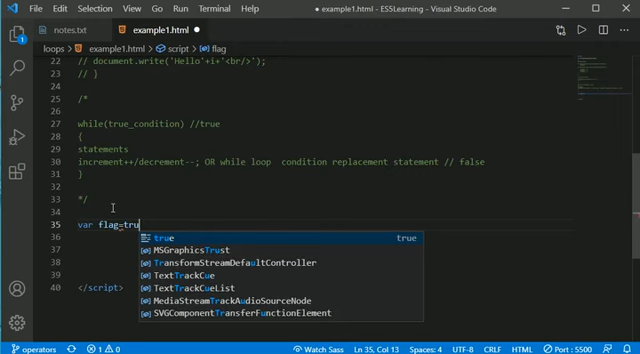 File Edit Selection View Go Run Terminal Help example1.html - ES5Learning - Visual Studio Code
notes.txt example1.html
loops > example1.html > script > flag
22 // document.write('Hello'+i+'<br/>');
23 // }
24
25 /*
26
27 while(true_condition) //true
28 {
29 statements
30 increment++/decrement--; OR while loop condition replacement statement // false
31 }
32
33 */
34
35 var flag=tru
36 true true
37 MSGraphicsTrust
38 TransformStreamDefaultController
39 TextTrackCue
40 </script> TextTrackCueList
MediaStreamTrackAudioSourceNode
SVGComponentTransferFunctionElement
operators 1 0 Watch Sass Ln 35, Col 13 Spaces: 4 UTF-8 CRLF HTML Port : 5500